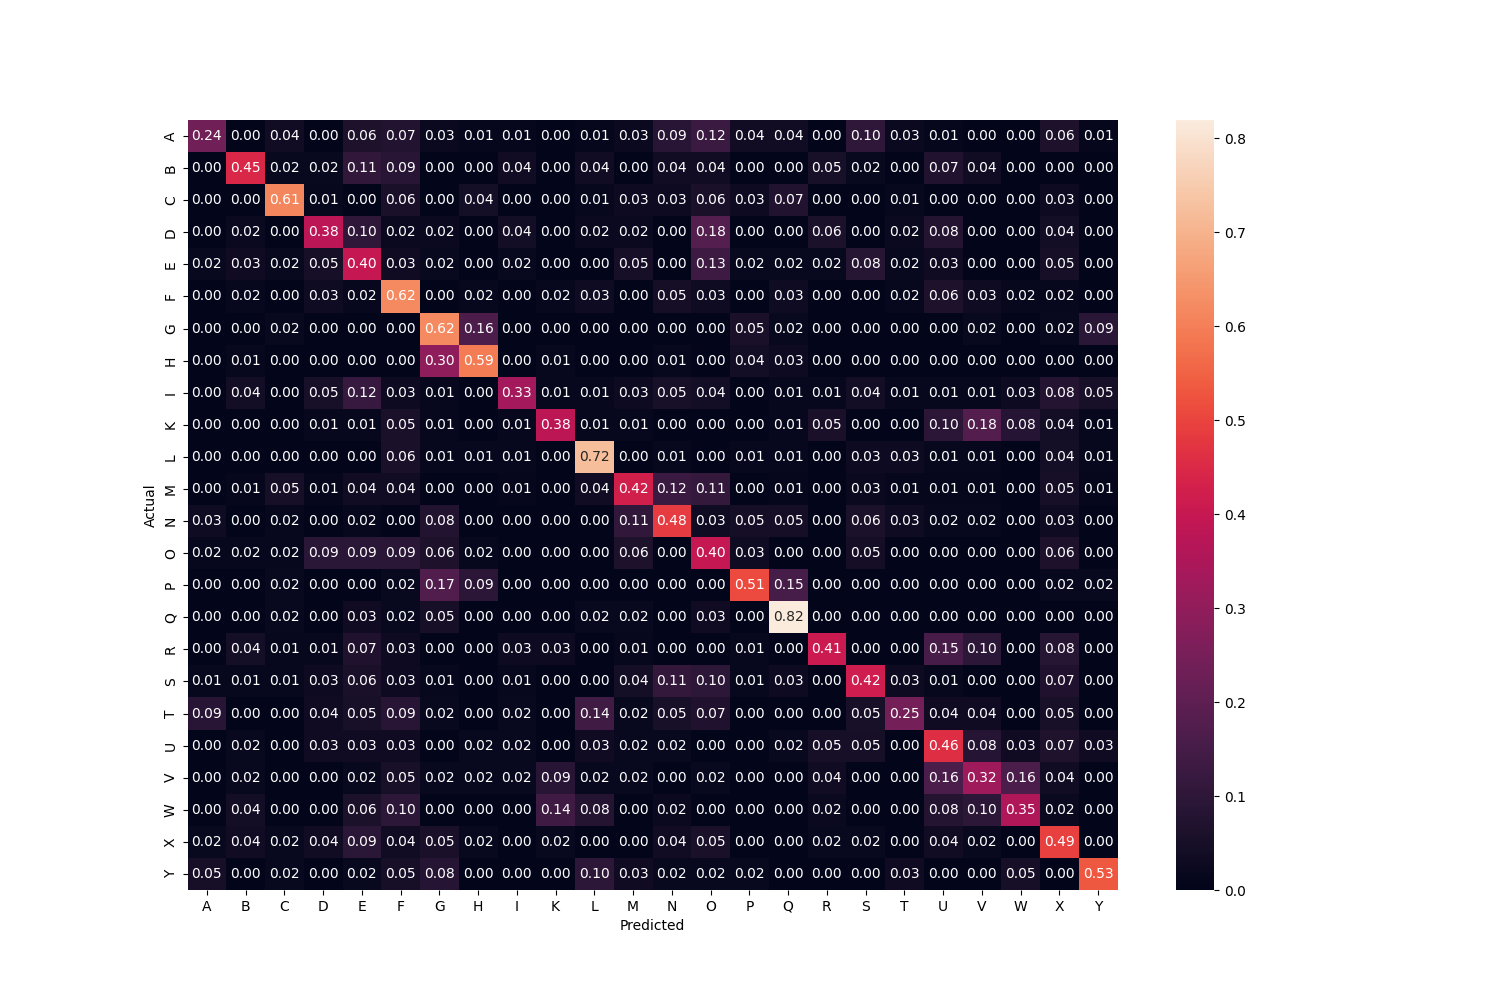 A 0.24 0.00 0.04 0.00 0.06 0.07 0.03 0.01 0.01 0.00 0.01 0.03 0.09 0.12 0.04 0.04 0.00 0.10 0.03 0.01 0.00 0.00 0.06 0.01
B 0.00 0.45 0.02 0.02 0.11 0.09 0.00 0.00 0.04 0.00 0.04 0.00 0.04 0.04 0.00 0.00 0.05 0.02 0.00 0.07 0.04 0.00 0.00 0.00
C 0.00 0.00 0.61 0.01 0.00 0.06 0.00 0.04 0.00 0.00 0.01 0.03 0.03 0.06 0.03 0.07 0.00 0.00 0.01 0.00 0.00 0.00 0.03 0.00
D 0.00 0.02 0.00 0.38 0.10 0.02 0.02 0.00 0.04 0.00 0.02 0.02 0.00 0.18 0.00 0.00 0.06 0.00 0.02 0.08 0.00 0.00 0.04 0.00
E 0.02 0.03 0.02 0.05 0.40 0.03 0.02 0.00 0.02 0.00 0.00 0.05 0.00 0.13 0.02 0.02 0.02 0.08 0.02 0.03 0.00 0.00 0.05 0.00
F 0.00 0.02 0.00 0.03 0.02 0.62 0.00 0.02 0.00 0.02 0.03 0.00 0.05 0.03 0.00 0.03 0.00 0.00 0.02 0.06 0.03 0.02 0.02 0.00
G 0.00 0.00 0.02 0.00 0.00 0.00 0.62 0.16 0.00 0.00 0.00 0.00 0.00 0.00 0.05 0.02 0.00 0.00 0.00 0.00 0.02 0.00 0.02 0.09
H 0.00 0.01 0.00 0.00 0.00 0.00 0.30 0.59 0.00 0.01 0.00 0.00 0.01 0.00 0.04 0.03 0.00 0.00 0.00 0.00 0.00 0.00 0.00 0.00
I 0.00 0.04 0.00 0.05 0.12 0.03 0.01 0.00 0.33 0.01 0.01 0.03 0.05 0.04 0.00 0.01 0.01 0.04 0.01 0.01 0.01 0.03 0.08 0.05
K 0.00 0.00 0.00 0.01 0.01 0.05 0.01 0.00 0.01 0.38 0.01 0.01 0.00 0.00 0.00 0.01 0.05 0.00 0.00 0.10 0.18 0.08 0.04 0.01
L 0.00 0.00 0.00 0.00 0.00 0.06 0.01 0.01 0.01 0.00 0.72 0.00 0.01 0.00 0.01 0.01 0.00 0.03 0.03 0.01 0.01 0.00 0.04 0.01
M 0.00 0.01 0.05 0.01 0.04 0.04 0.00 0.00 0.01 0.00 0.04 0.42 0.12 0.11 0.00 0.01 0.00 0.03 0.01 0.01 0.01 0.00 0.05 0.01
N 0.03 0.00 0.02 0.00 0.02 0.00 0.08 0.00 0.00 0.00 0.00 0.11 0.48 0.03 0.05 0.05 0.00 0.06 0.03 0.02 0.02 0.00 0.03 0.00
O 0.02 0.02 0.02 0.09 0.09 0.09 0.06 0.02 0.00 0.00 0.00 0.06 0.00 0.40 0.03 0.00 0.00 0.05 0.00 0.00 0.00 0.00 0.06 0.00
P 0.00 0.00 0.02 0.00 0.00 0.02 0.17 0.09 0.00 0.00 0.00 0.00 0.00 0.00 0.51 0.15 0.00 0.00 0.00 0.00 0.00 0.00 0.02 0.02
Q 0.00 0.00 0.02 0.00 0.03 0.02 0.05 0.00 0.00 0.00 0.02 0.02 0.00 0.03 0.00 0.82 0.00 0.00 0.00 0.00 0.00 0.00 0.00 0.00
R 0.00 0.04 0.01 0.01 0.07 0.03 0.00 0.00 0.03 0.03 0.00 0.01 0.00 0.00 0.01 0.00 0.41 0.00 0.00 0.15 0.10 0.00 0.08 0.00
S 0.01 0.01 0.01 0.03 0.06 0.03 0.01 0.00 0.01 0.00 0.00 0.04 0.11 0.10 0.01 0.03 0.00 0.42 0.03 0.01 0.00 0.00 0.07 0.00
T 0.09 0.00 0.00 0.04 0.05 0.09 0.02 0.00 0.02 0.00 0.14 0.02 0.05 0.07 0.00 0.00 0.00 0.05 0.25 0.04 0.04 0.00 0.05 0.00
U 0.00 0.02 0.00 0.03 0.03 0.03 0.00 0.02 0.02 0.00 0.03 0.02 0.02 0.00 0.00 0.02 0.05 0.05 0.00 0.46 0.08 0.03 0.07 0.03
V 0.00 0.02 0.00 0.00 0.02 0.05 0.02 0.02 0.02 0.09 0.02 0.02 0.00 0.02 0.00 0.00 0.04 0.00 0.00 0.16 0.32 0.16 0.04 0.00
W 0.00 0.04 0.00 0.00 0.06 0.10 0.00 0.00 0.00 0.14 0.08 0.00 0.02 0.00 0.00 0.00 0.02 0.00 0.00 0.08 0.10 0.35 0.02 0.00
X 0.02 0.04 0.02 0.04 0.09 0.04 0.05 0.02 0.00 0.02 0.00 0.00 0.04 0.05 0.00 0.00 0.02 0.02 0.00 0.04 0.02 0.00 0.49 0.00
Y 0.05 0.00 0.02 0.00 0.02 0.05 0.08 0.00 0.00 0.00 0.10 0.03 0.02 0.02 0.02 0.00 0.00 0.00 0.03 0.00 0.00 0.05 0.00 0.53
A B C D E F G H I K L M N O P Q R S T U V W X Y
Predicted
Actual
0.8
0.7
0.6
0.5
0.4
0.3
0.2
0.1
0.0